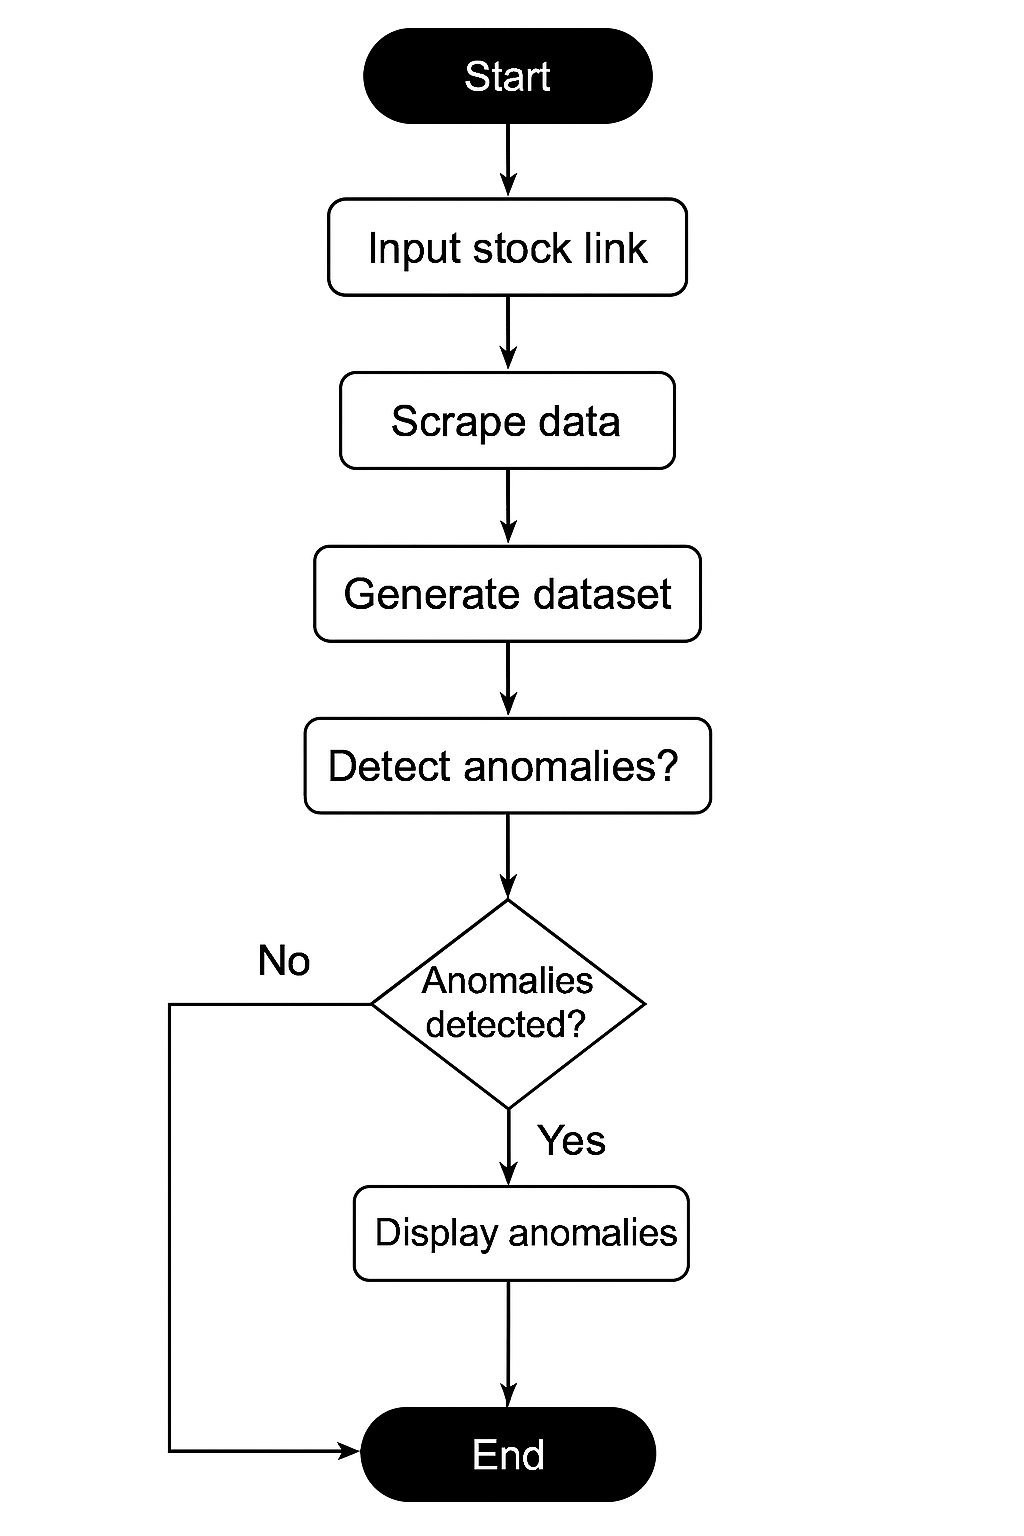 Start
Input stock link
Scrape data
Generate dataset
Detect anomalies?
No
Anomalies
detected?
Yes
Display anomalies
End